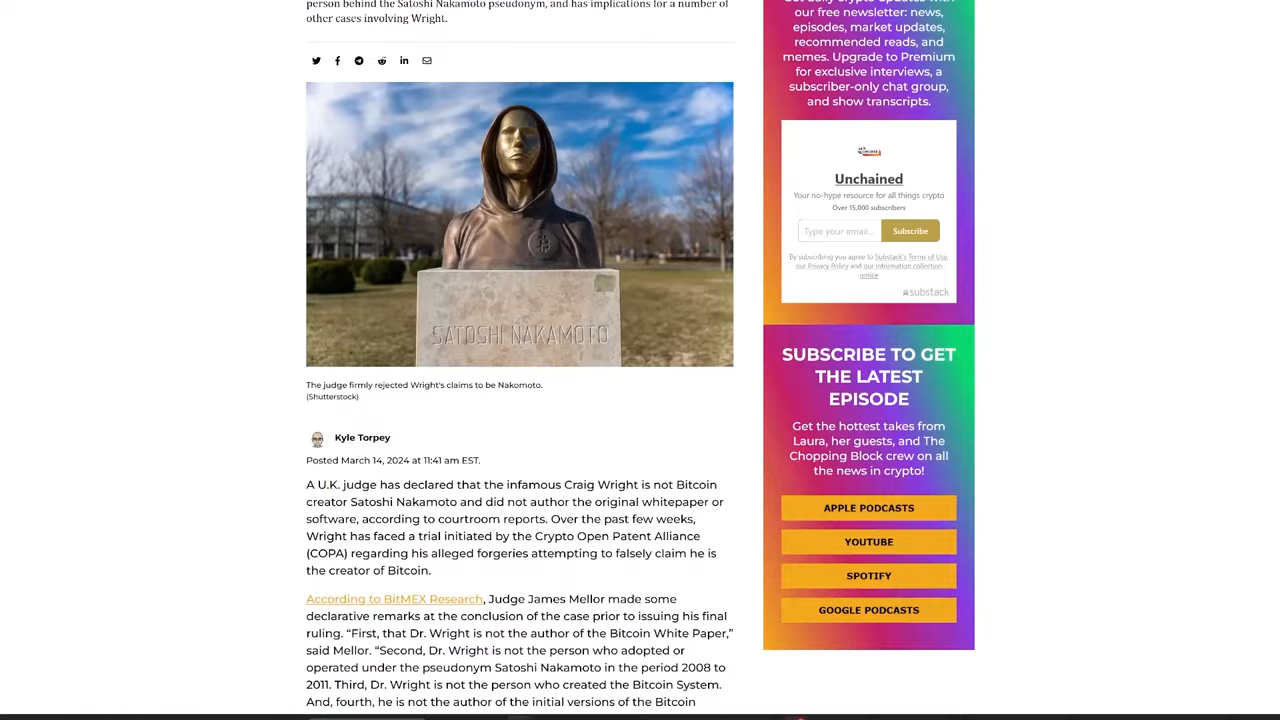 person behind the Satoshi Nakamoto pseudonym, and has implications for a number of
other cases involving Wright.
SATOSHI NAKAMOTO
The judge firmly rejected Wright's claims to be Nakomoto.
(Shutterstock)
Kyle Torpey
Posted March 14, 2024 at 11:41 am EST.
A U.K. judge has declared that the infamous Craig Wright is not Bitcoin
creator Satoshi Nakamoto and did not author the original whitepaper or
software, according to courtroom reports. Over the past few weeks,
Wright has faced a trial initiated by the Crypto Open Patent Alliance
(COPA) regarding his alleged forgeries attempting to falsely claim he is
the creator of Bitcoin.
According to BitMEX Research, Judge James Mellor made some
declarative remarks at the conclusion of the case prior to issuing his final
ruling. “First, that Dr. Wright is not the author of the Bitcoin White Paper,”
said Mellor. “Second, Dr. Wright is not the person who adopted or
operated under the pseudonym Satoshi Nakamoto in the period 2008 to
2011. Third, Dr. Wright is not the person who created the Bitcoin System.
And, fourth, he is not the author of the initial versions of the Bitcoin
our free newsletter: news,
episodes, market updates,
recommended reads, and
memes. Upgrade to Premium
for exclusive interviews, a
subscriber-only chat group,
and show transcripts.
Unchained
Your no-hype resource for all things crypto
Over 15,000 subscribers
Type your email...
Subscribe
By subscribing you agree to Substack's Terms of Use,
our Privacy Policy and our Information collection
notice
substack
SUBSCRIBE TO GET
THE LATEST
EPISODE
Get the hottest takes from
Laura, her guests, and The
Chopping Block crew on all
the news in crypto!
APPLE PODCASTS
YOUTUBE
SPOTIFY
GOOGLE PODCASTS